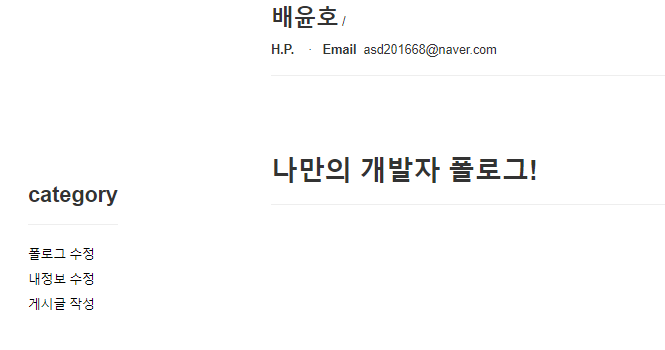 배윤호 /
H.P. · Email asd201668@naver.com
나만의 개발자 폴로그!
category
폴로그 수정
내정보 수정
게시글 작성